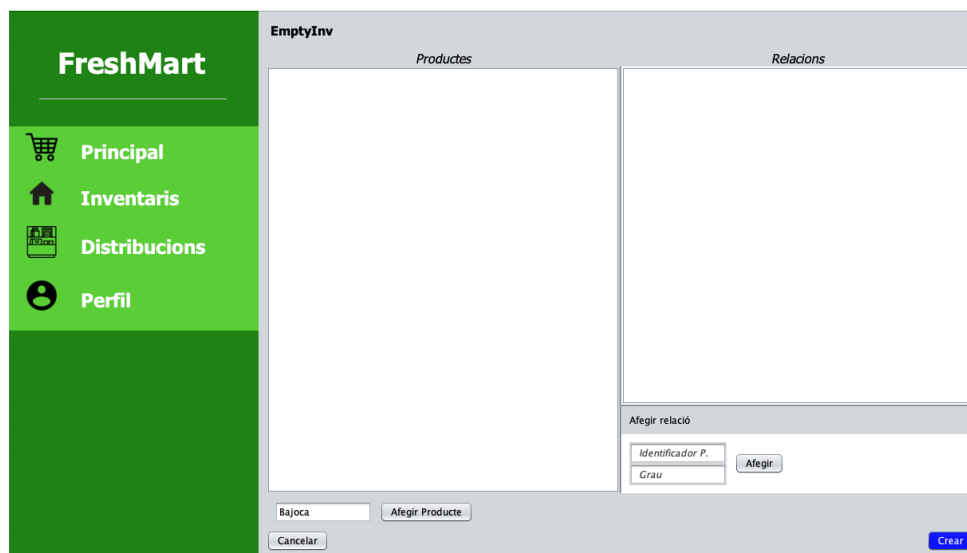 FreshMart
Principal
Inventaris
Distribucions
Perfil
EmptyInv
Productes
Relacions
Afegir relació
Identificador P.
Grau
Afegir
Bajoca
Afegir Producte
Cancelar
Crear